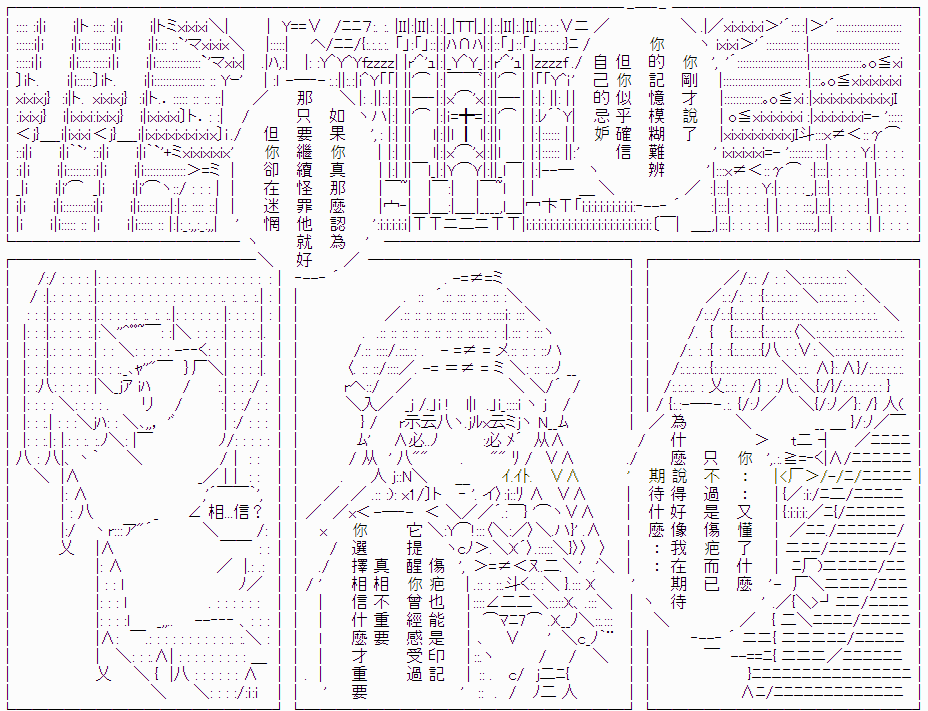 你剛才說了
你的記憶模糊難辨
但你似乎確信
自己的忌妒
如果你真那麼認為
那只要繼續怪罪他就好
但你卻在迷惘
你：：又懂了什麼
只不過是傷疤而已
為什麼說得好像我在期待
期待什麼：：
傷疤也能是印記
它提醒你曾經感受過
真相不重要
你選擇相信什麼才重要
相…信？